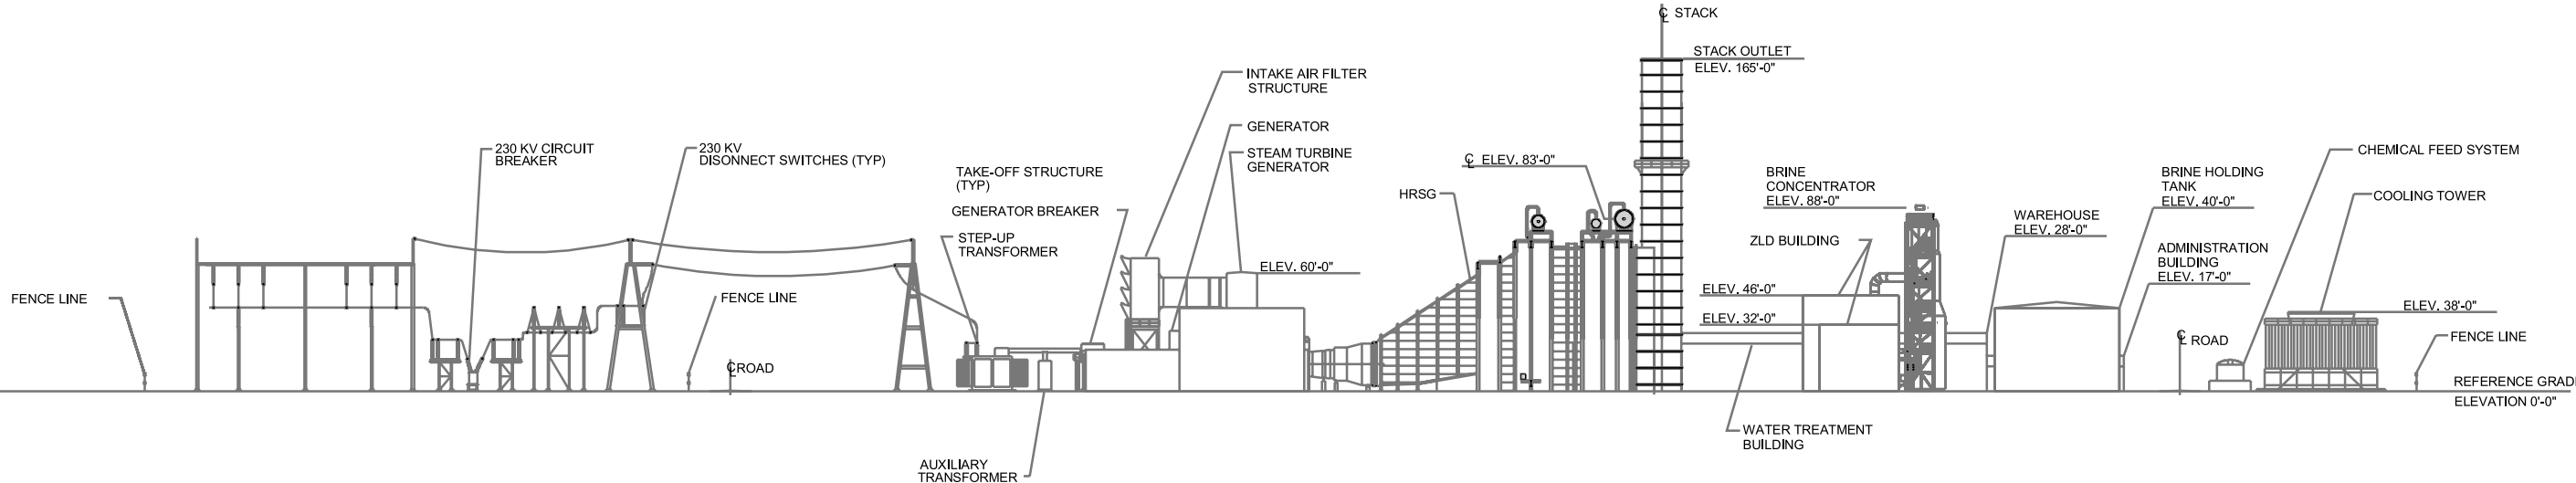 ℄ STACK
STACK OUTLET
ELEV. 165'-0"
INTAKE AIR FILTER
STRUCTURE
GENERATOR
STEAM TURBINE
GENERATOR
230 KV CIRCUIT
BREAKER
230 KV
DISONNECT SWITCHES (TYP)
TAKE-OFF STRUCTURE
(TYP)
GENERATOR BREAKER
STEP-UP
TRANSFORMER
℄ ELEV. 83'-0"
HRSG
BRINE
CONCENTRATOR
ELEV. 88'-0"
ZLD BUILDING
WAREHOUSE
ELEV. 28'-0"
BRINE HOLDING
TANK
ELEV. 40'-0"
ADMINISTRATION
BUILDING
ELEV. 17'-0"
CHEMICAL FEED SYSTEM
COOLING TOWER
ELEV. 60'-0"
ELEV. 46'-0"
ELEV. 32'-0"
ELEV. 38'-0"
FENCE LINE
FENCE LINE
℄ ROAD
℄ ROAD
FENCE LINE
REFERENCE GRAD
ELEVATION 0'-0"
WATER TREATMENT
BUILDING
AUXILIARY
TRANSFORMER